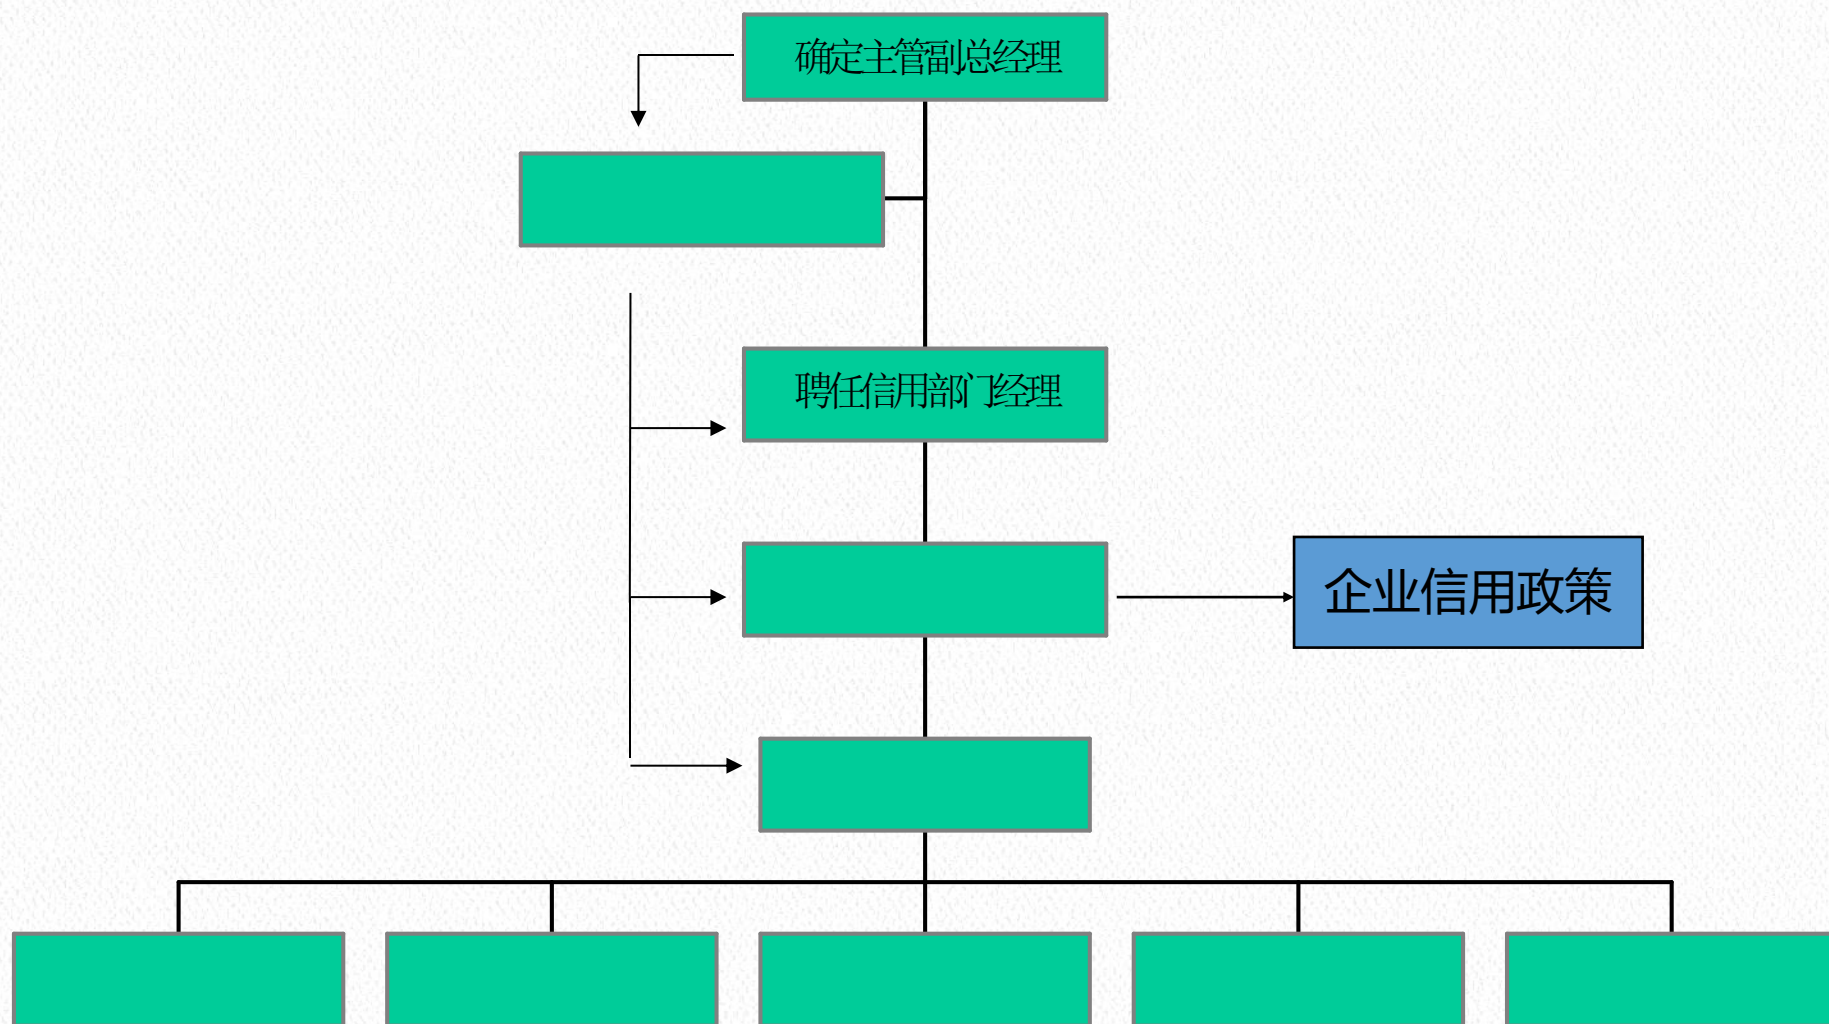 确定主管副总经理
聘任信用部门经理
企业信用政策